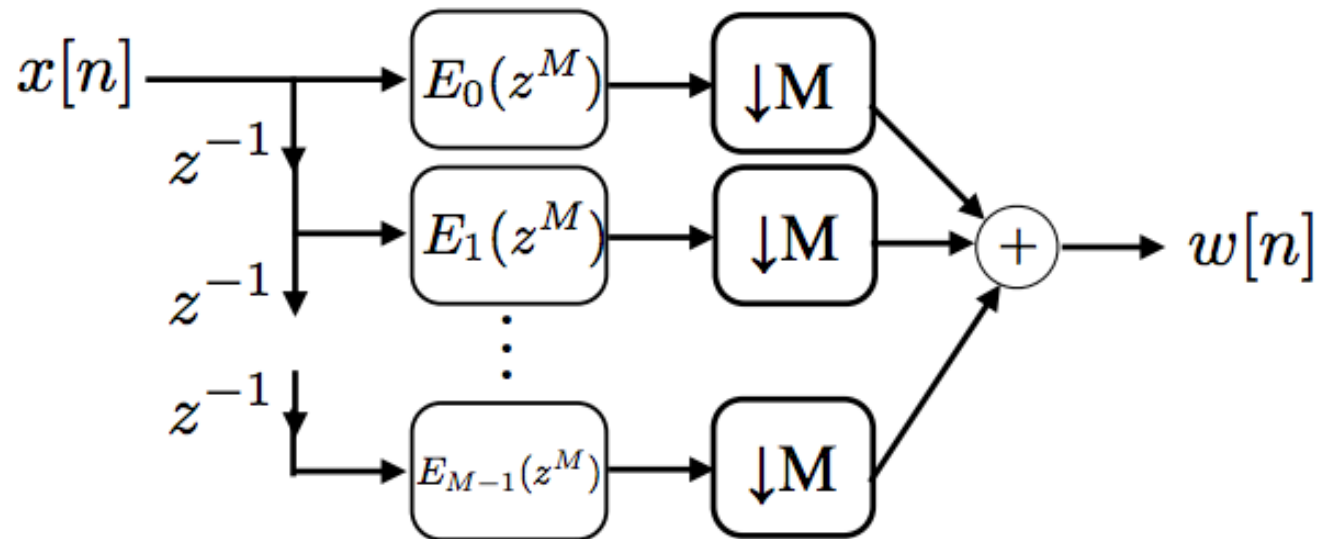 x[n] E_0(z^M) ↓M
z^{-1}
E_1(z^M) ↓M + w[n]
z^{-1}
⋮
z^{-1}
E_{M-1}(z^M) ↓M